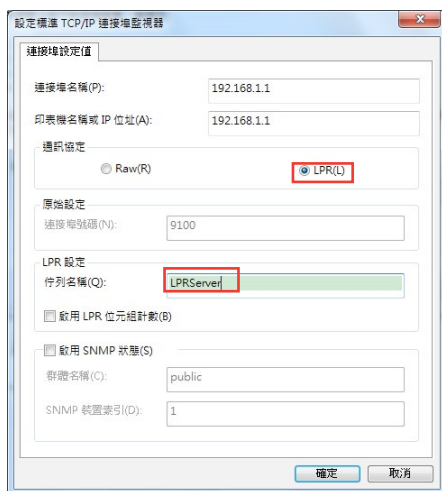 設定標準 TCP/IP 連接埠監視器
連接埠設定值
連接埠名稱(P):
192.168.1.1
印表機名稱或 IP 位址(A):
192.168.1.1
通訊協定
Raw(R)
LPR(L)
原始設定
連接埠號碼(N):
9100
LPR 設定
佇列名稱(Q):
LPRServer
啟用 LPR 位元組計數(B)
啟用 SNMP 狀態(S)
群體名稱(C):
public
SNMP 裝置索引(D):
1
確定
取消